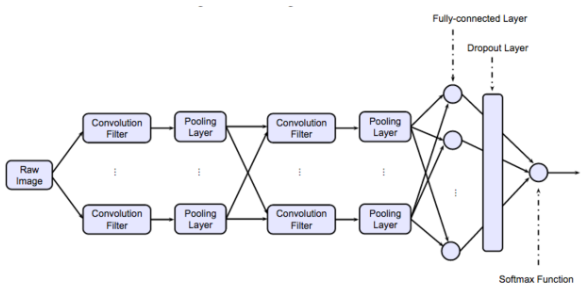 Fully-connected Layer
Dropout Layer
Convolution
Filter
Pooling
Layer
Convolution
Filter
Pooling
Layer
Raw
Image
Convolution
Filter
Pooling
Layer
Convolution
Filter
Pooling
Layer
Softmax Function